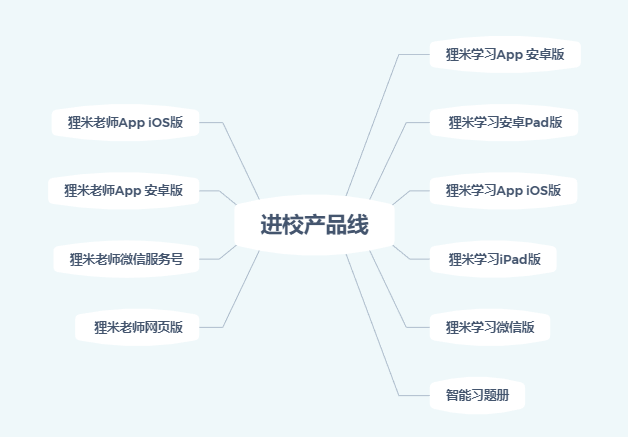 进校产品线
狸米学习App 安卓版
狸米学习安卓Pad版
狸米学习App iOS版
狸米学习iPad版
狸米学习微信版
智能习题册
狸米老师App iOS版
狸米老师App 安卓版
狸米老师微信服务号
狸米老师网页版